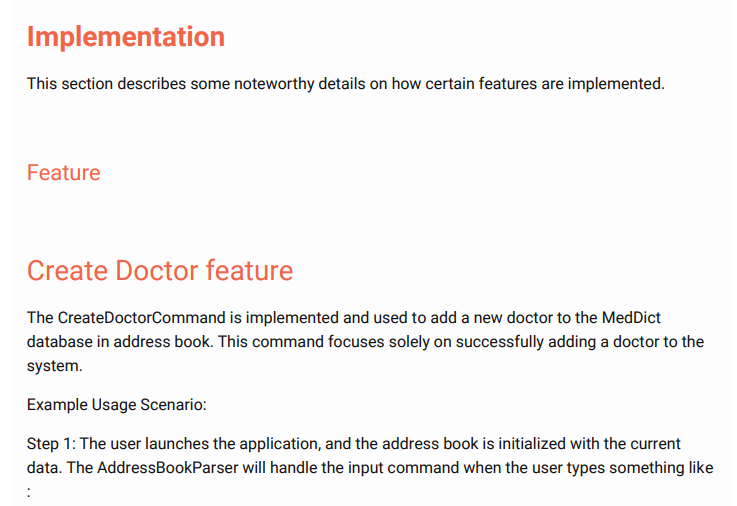 Implementation
This section describes some noteworthy details on how certain features are implemented.
Feature
Create Doctor feature
The CreateDoctorCommand is implemented and used to add a new doctor to the MedDict
database in address book. This command focuses solely on successfully adding a doctor to the
system.
Example Usage Scenario:
Step 1: The user launches the application, and the address book is initialized with the current
data. The AddressBookParser will handle the input command when the user types something like
: